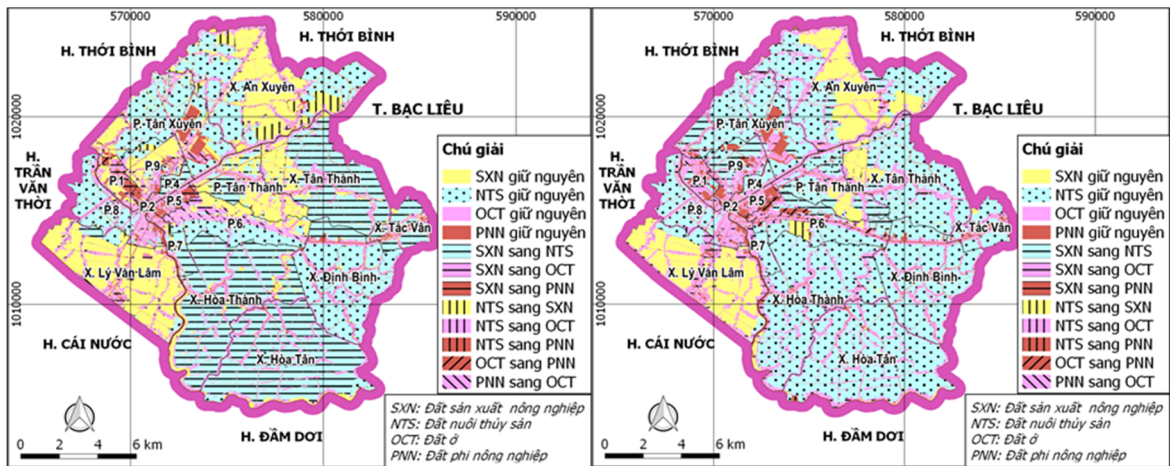 570000
580000
590000
H. THỚI BÌNH
H. THỚI BÌNH
X. An Xuyên
1020000
T. BẠC LIÊU
P. Tân Xuyên
H.
TRẦN
VĂN
THỜI
P.9
P.1
P.4
P. Tân Thành
X. Tân Thành
P.5
P.2
P.8
P.6
X. Tắc Vân
P.7
X. Lý Văn Lâm
X. Định Bình
X. Hòa Thành
1010000
H. CÁI NƯỚC
X. Hòa Tân
H. ĐẦM DƠI
0 2 4 6 km
Chú giải
SXN giữ nguyên
NTS giữ nguyên
OCT giữ nguyên
PNN giữ nguyên
SXN sang NTS
SXN sang OCT
SXN sang PNN
NTS sang SXN
NTS sang OCT
NTS sang PNN
OCT sang PNN
PNN sang OCT
SXN: Đất sản xuất nông nghiệp
NTS: Đất nuôi thủy sản
OCT: Đất ở
PNN: Đất phi nông nghiệp
570000
580000
590000
H. THỚI BÌNH
H. THỚI BÌNH
X. An Xuyên
1020000
T. BẠC LIÊU
P. Tân Xuyên
H.
TRẦN
VĂN
THỜI
P.9
P.1
P.4
P. Tân Thành
X. Tân Thành
P.5
P.2
P.8
P.6
X. Tắc Vân
P.7
X. Lý Văn Lâm
X. Định Bình
X. Hòa Thành
1010000
H. CÁI NƯỚC
X. Hòa Tân
H. ĐẦM DƠI
0 2 4 6 km
Chú giải
SXN giữ nguyên
NTS giữ nguyên
OCT giữ nguyên
PNN giữ nguyên
SXN sang NTS
SXN sang OCT
SXN sang PNN
NTS sang SXN
NTS sang OCT
NTS sang PNN
OCT sang PNN
PNN sang OCT
SXN: Đất sản xuất nông nghiệp
NTS: Đất nuôi thủy sản
OCT: Đất ở
PNN: Đất phi nông nghiệp